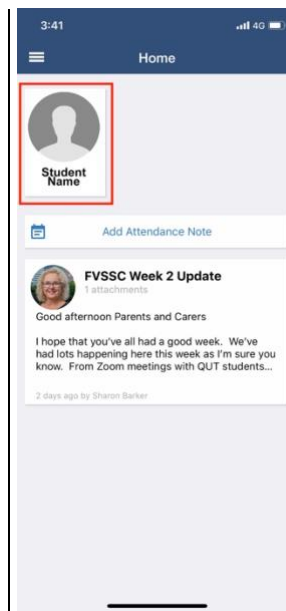 3:41
4G
Home
Student
Name
Add Attendance Note
FVSSC Week 2 Update
1 attachments
Good afternoon Parents and Carers
I hope that you've all had a good week. We've
had lots happening here this week as I'm sure you
know. From Zoom meetings with QUT students...
2 days ago by Sharon Barker